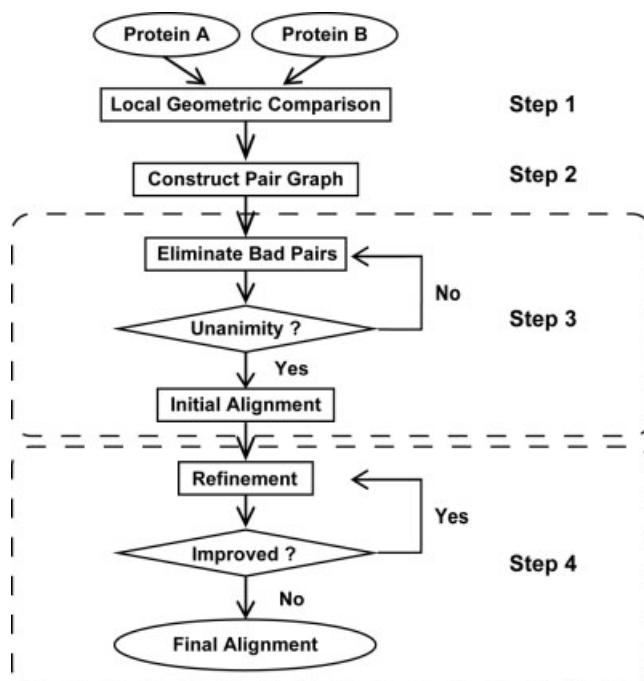 Protein A
Protein B
Local Geometric Comparison
Step 1
Construct Pair Graph
Step 2
Eliminate Bad Pairs
No
Unanimity ?
Step 3
Yes
Initial Alignment
Refinement
Yes
Improved ?
Step 4
No
Final Alignment